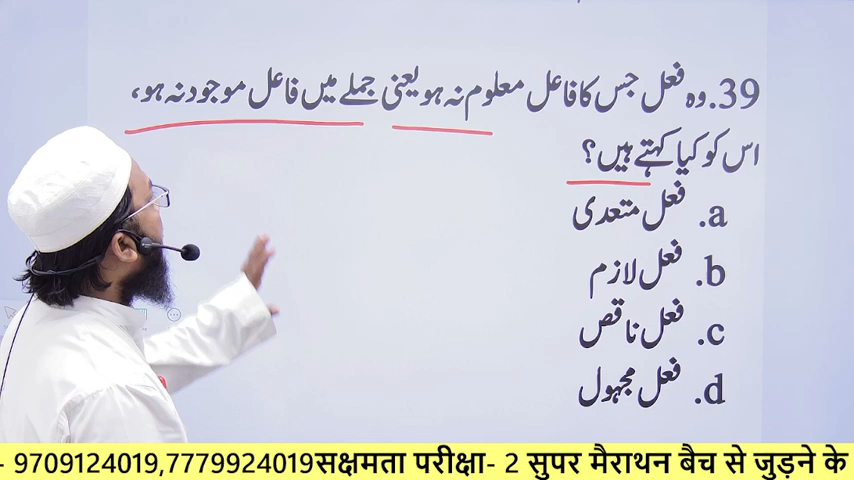 39. وہ فعل جس کا فاعل معلوم نہ ہو یعنی جملے میں فاعل موجود نہ ہو،
اس کو کیا کہتے ہیں؟
a. فعل متعدی
b. فعل لازم
c. فعل ناقص
d. فعل مجہول
- 9709124019,7779924019सक्षमता परीक्षा- 2 सुपर मैराथन बैच से जुड़ने के